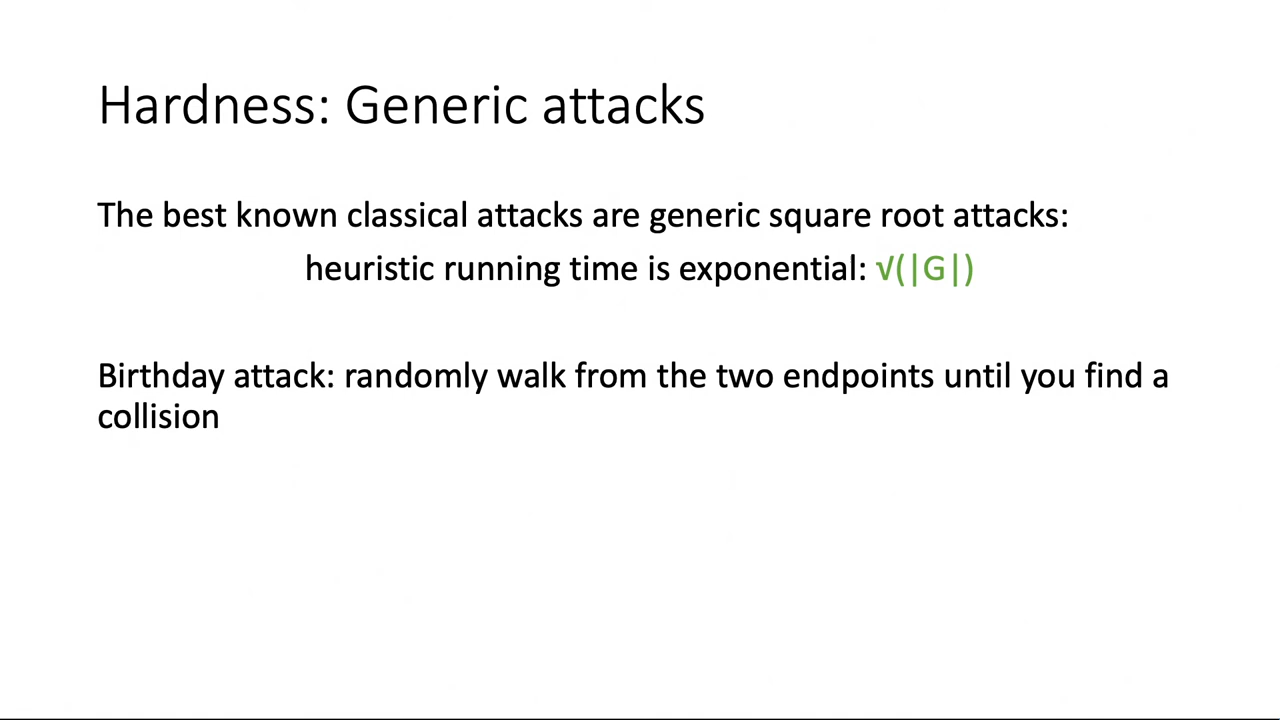 Hardness: Generic attacks
The best known classical attacks are generic square root attacks:
heuristic running time is exponential: √(|G|)
Birthday attack: randomly walk from the two endpoints until you find a
collision